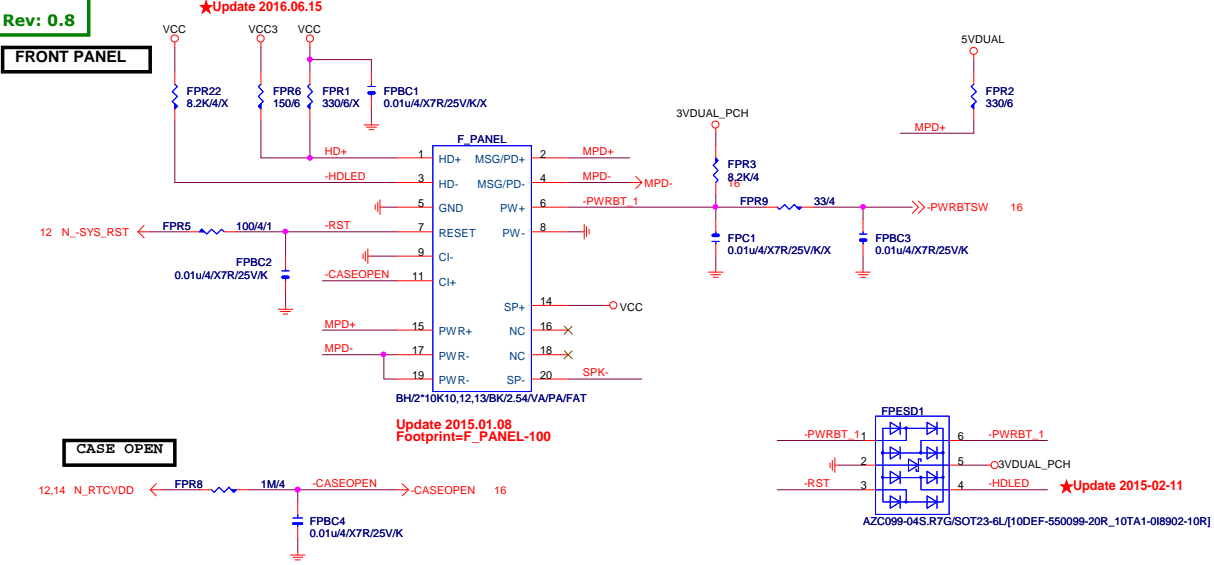 Rev: 0.8
★Update 2016.06.15
FRONT PANEL
VCC
VCC3
VCC
5VDUAL
FPR22
8.2K/4/X
FPR6
150/6
FPR1
330/6/X
FPBC1
0.01u/4/X7R/25V/K/X
FPR2
330/6
MPD+
3VDUAL_PCH
F_PANEL
HD+
1
HD+
MSG/PD+
2
MPD+
FPR3
8.2K/4
-HDLED
3
HD-
MSG/PD-
4
MPD-
MPD-
16
5
GND
PW+
6
-PWRBT_1
FPR9
33/4
-PWRBTSW
16
12
N_-SYS_RST
FPR5
100/4/1
-RST
7
RESET
PW-
8
FPC1
0.01u/4/X7R/25V/K/X
FPBC3
0.01u/4/X7R/25V/K
9
CI-
FPBC2
0.01u/4/X7R/25V/K
-CASEOPEN
11
CI+
SP+
14
VCC
MPD+
15
PWR+
NC
16
MPD-
17
PWR-
NC
18
19
PWR-
SP-
20
SPK-
BH/2*10K10,12,13/BK/2.54/VA/PA/FAT
Update 2015.01.08
Footprint=F_PANEL-100
FPESD1
-PWRBT_1
1
6
-PWRBT_1
2
5
3VDUAL_PCH
-RST
3
4
-HDLED
★Update 2015-02-11
AZC099-04S.R7G/SOT23-6L/[10DEF-550099-20R_10TA1-0I8902-10R]
CASE OPEN
12,14
N_RTCVDD
FPR8
1M/4
-CASEOPEN
-CASEOPEN
16
FPBC4
0.01u/4/X7R/25V/K